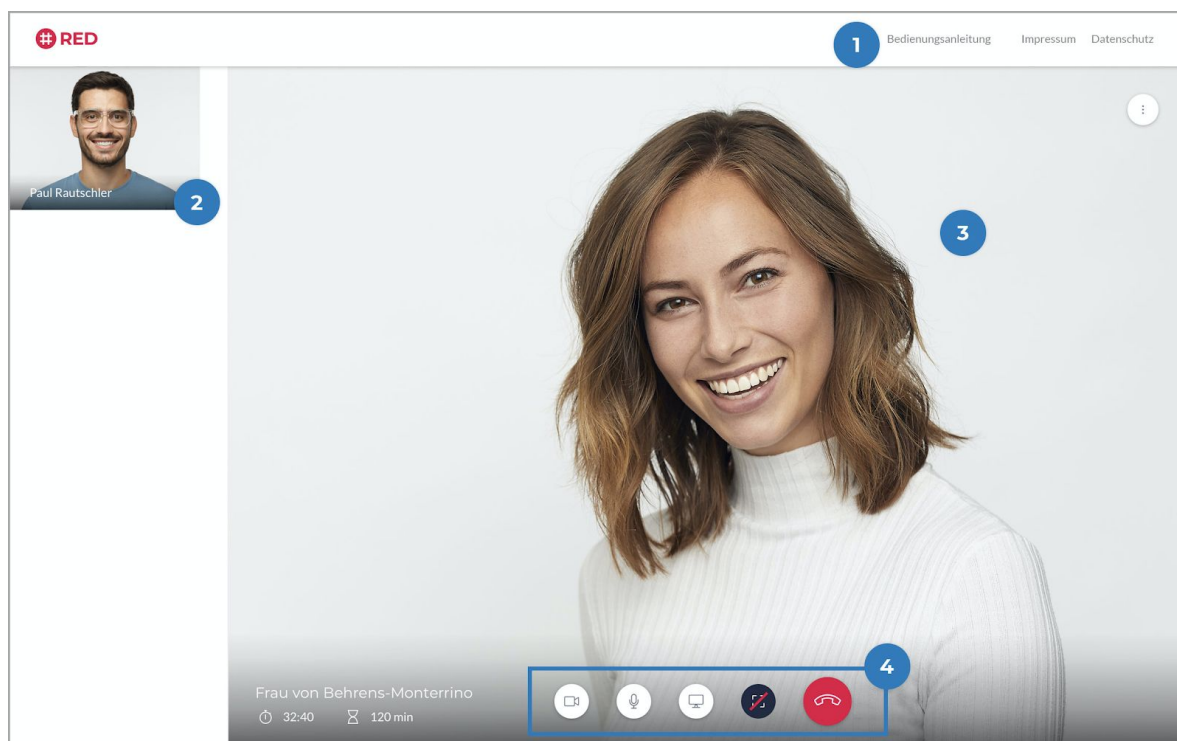 # RED
1
Bedienungsanleitung
Impressum
Datenschutz
Paul Rautschler
2
3
4
Frau von Behrens-Monterrino
32:40
120 min